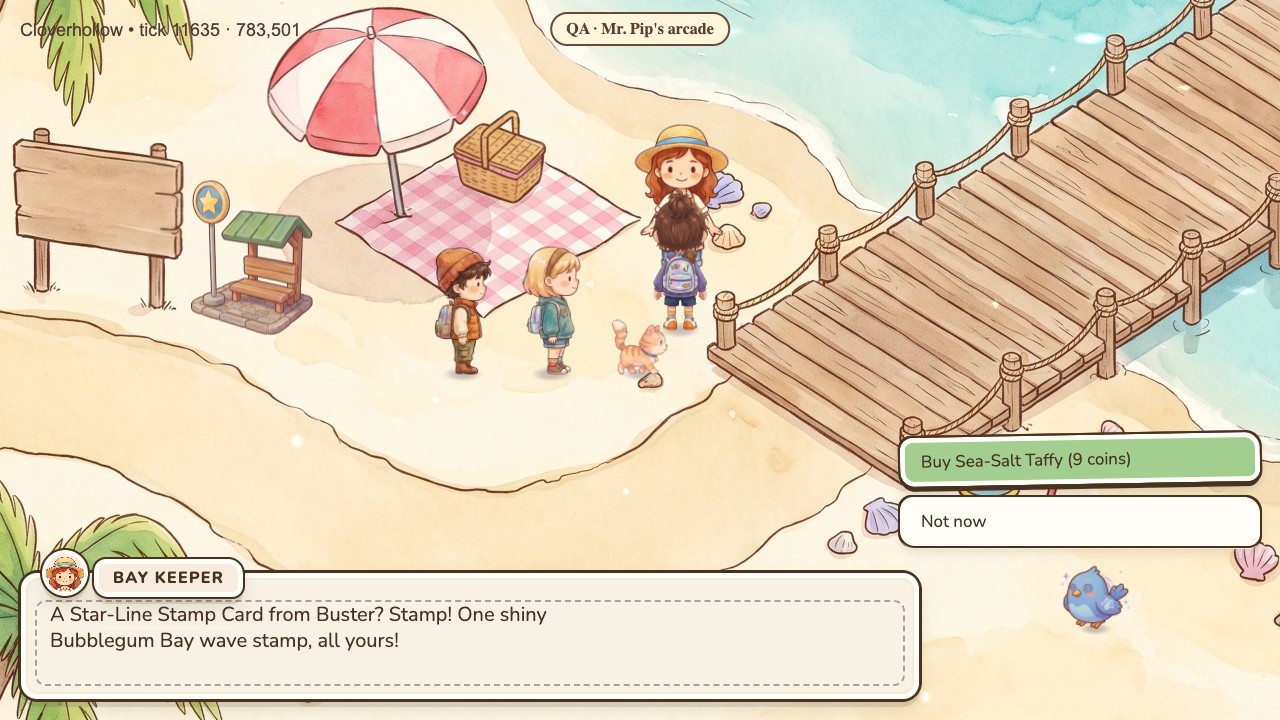 Cloverhollow • tick 11635 · 783,501
QA · Mr. Pip's arcade
Buy Sea-Salt Taffy (9 coins)
Not now
BAY KEEPER
A Star-Line Stamp Card from Buster? Stamp! One shiny
Bubblegum Bay wave stamp, all yours!